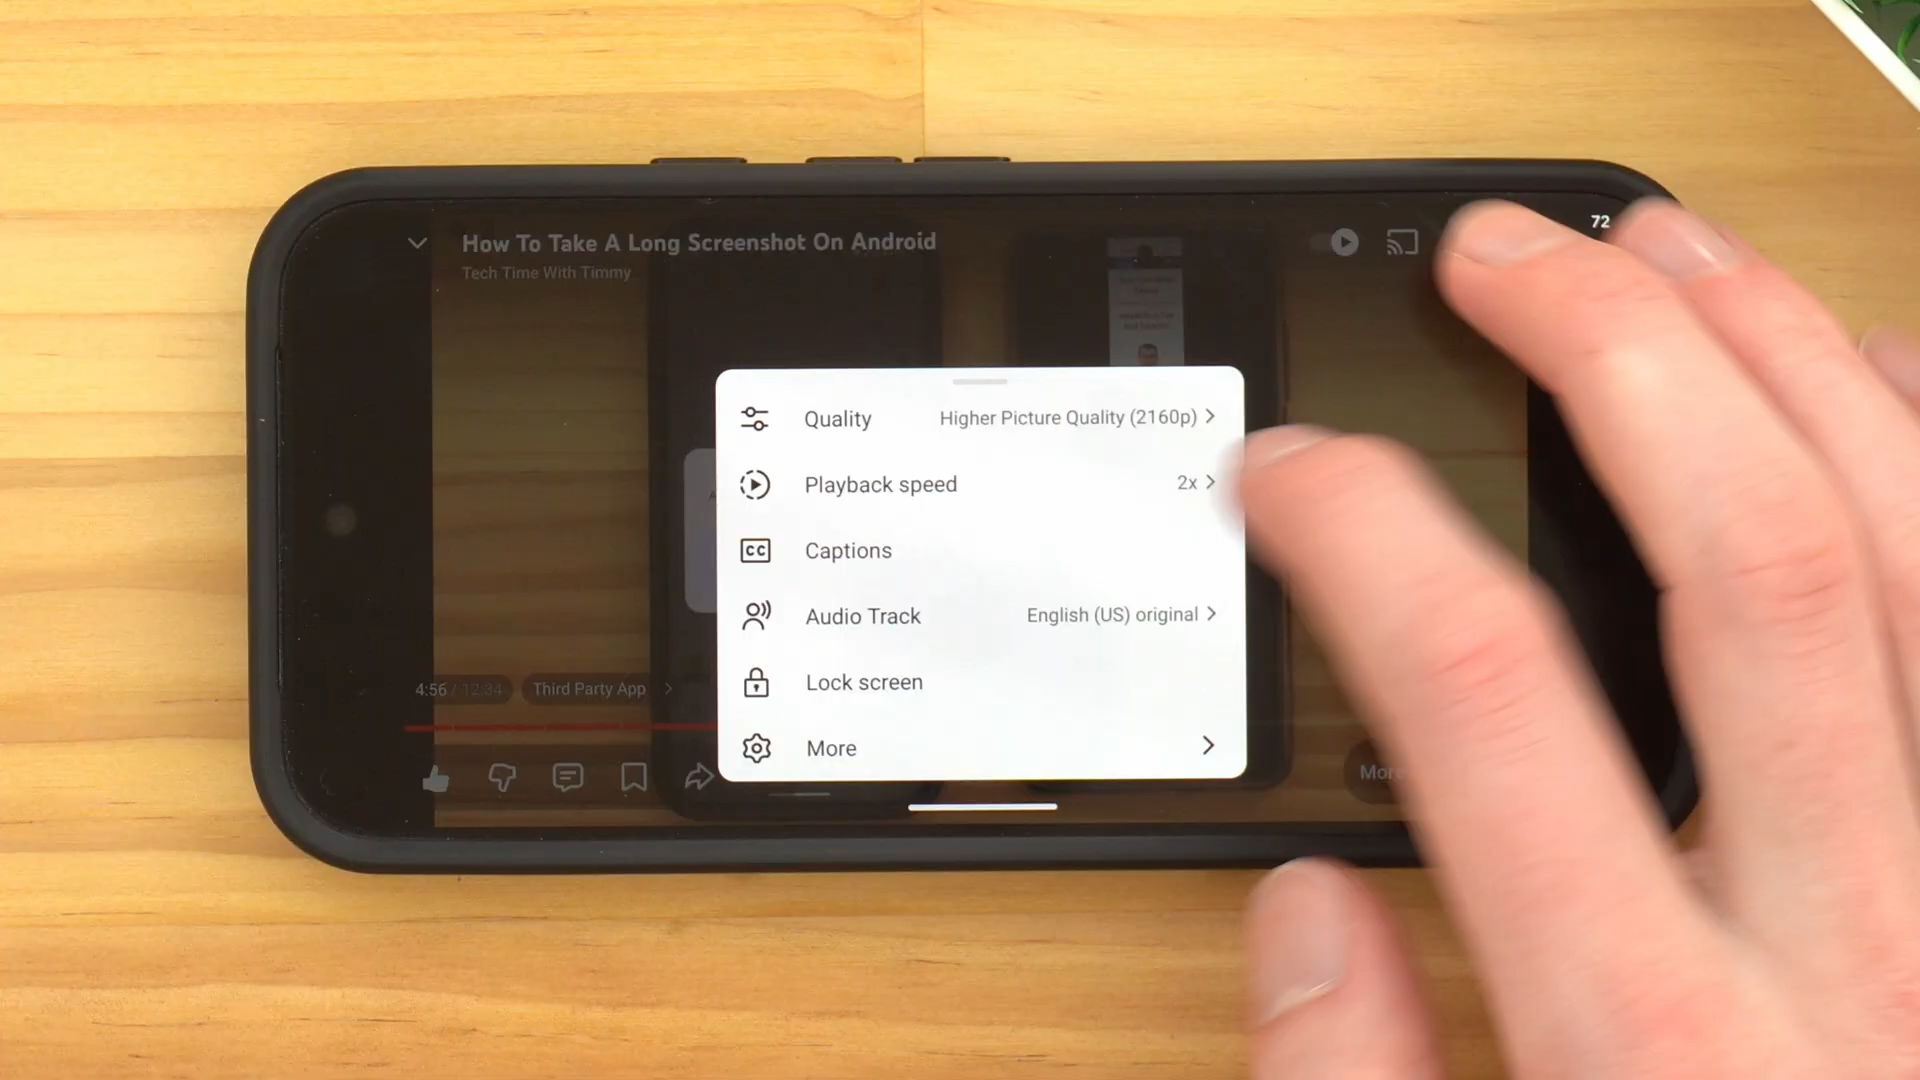 72
How To Take A Long Screenshot On Android
Tech Time With Timmy
Quality Higher Picture Quality (2160p)
Playback speed 2x
CC Captions
Audio Track English (US) original
Lock screen
More
4:56 / 12:34 Third Party App
More